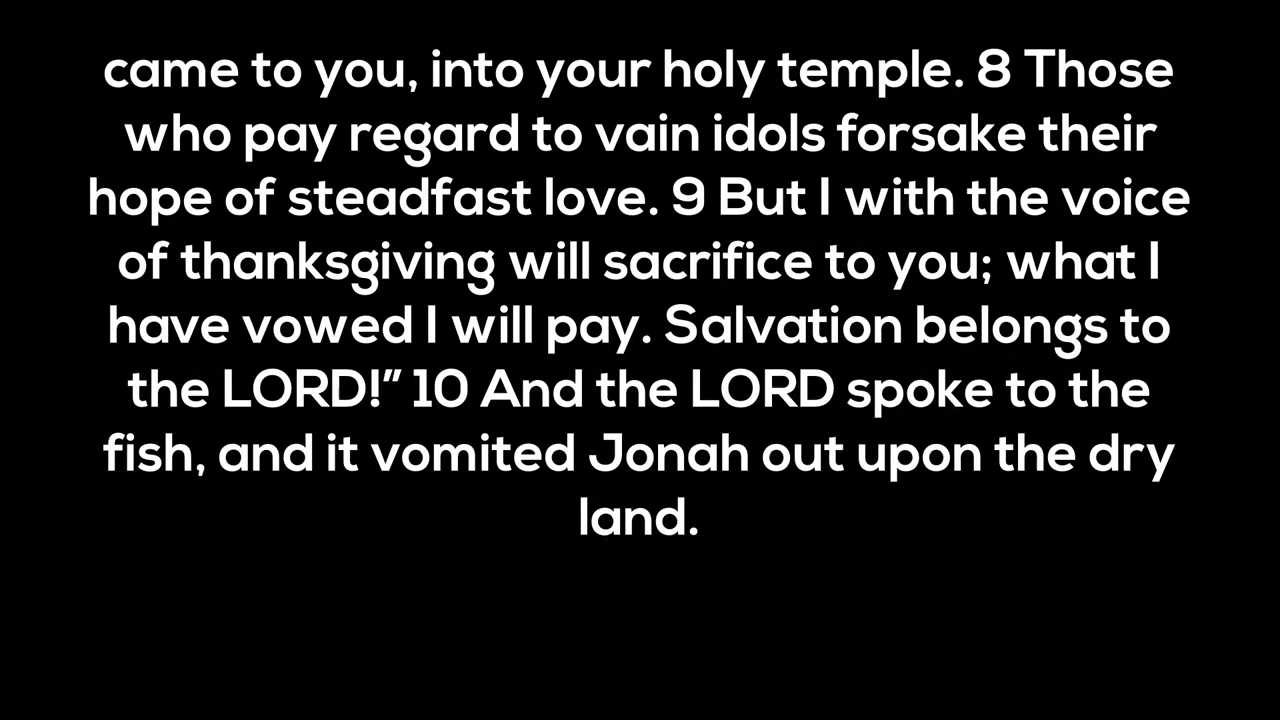 came to you, into your holy temple. 8 Those
who pay regard to vain idols forsake their
hope of steadfast love. 9 But I with the voice
of thanksgiving will sacrifice to you; what I
have vowed I will pay. Salvation belongs to
the LORD!” 10 And the LORD spoke to the
fish, and it vomited Jonah out upon the dry
land.